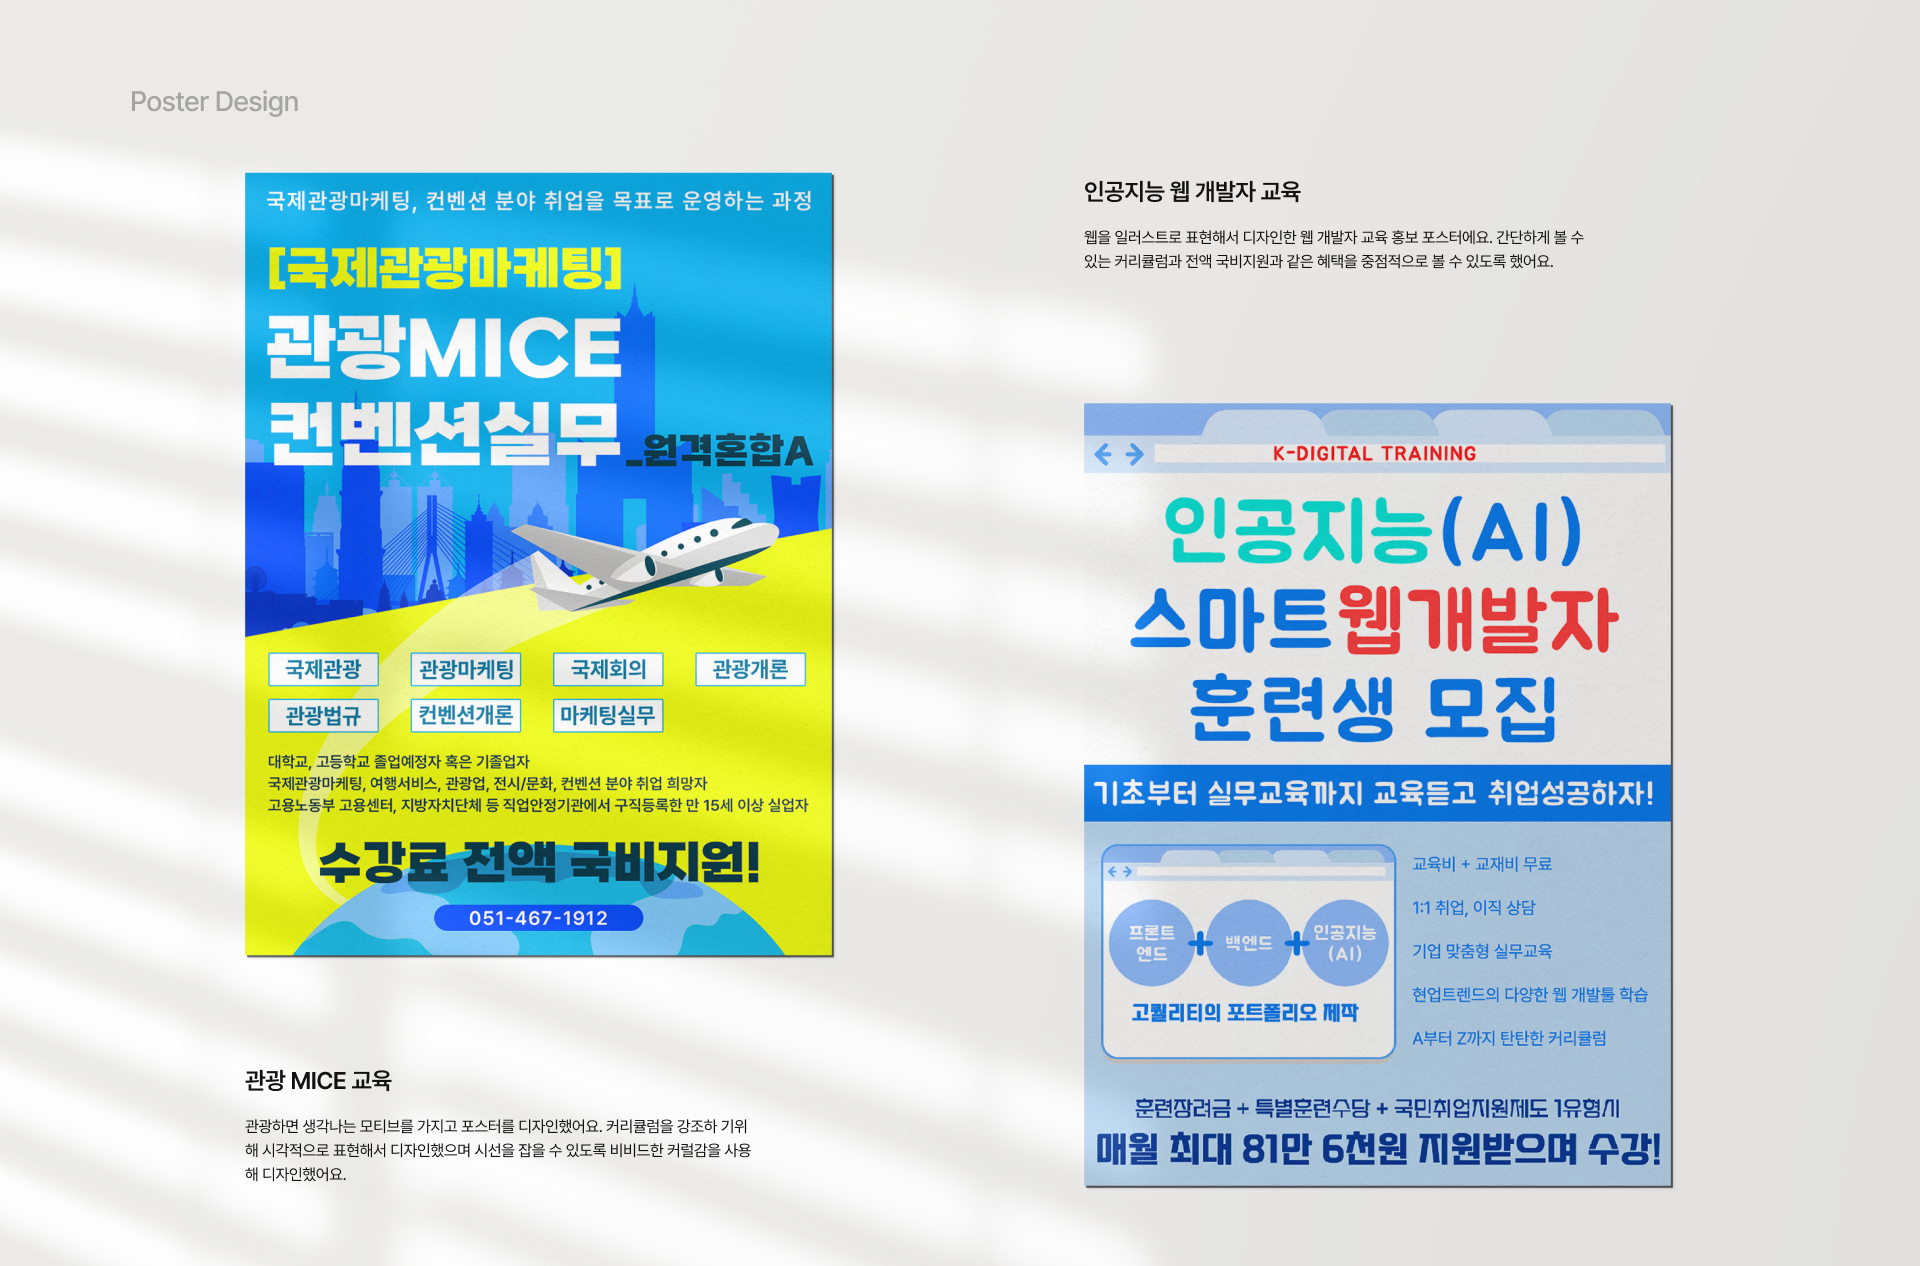 Poster Design
국제관광마케팅, 컨벤션 분야 취업을 목표로 운영하는 과정
[국제관광마케팅]
관광MICE
컨벤션실무_원격혼합A
국제관광 관광마케팅 국제회의 관광개론
관광법규 컨벤션개론 마케팅실무
대학교, 고등학교 졸업예정자 혹은 기졸업자
국제관광마케팅, 여행서비스, 관광업, 전시/문화, 컨벤션 분야 취업 희망자
고용노동부 고용센터, 지방자치단체 등 직업안정기관에서 구직등록한 만 15세 이상 실업자
수강료 전액 국비지원!
051-467-1912
관광 MICE 교육
관광하면 생각나는 모티브를 가지고 포스터를 디자인했어요. 커리큘럼을 강조하 기위
해 시각적으로 표현해서 디자인했으며 시선을 잡을 수 있도록 비비드한 커럴감을 사용
해 디자인했어요.
인공지능 웹 개발자 교육
웹을 일러스트로 표현해서 디자인한 웹 개발자 교육 홍보 포스터에요. 간단하게 볼 수
있는 커리큘럼과 전액 국비지원과 같은 혜택을 중점적으로 볼 수 있도록 했어요.
K-DIGITAL TRAINING
인공지능(AI)
스마트웹개발자
훈련생 모집
기초부터 실무교육까지 교육듣고 취업성공하자!
프론트
엔드
+
백엔드
+
인공지능
(AI)
고퀄리티의 포트폴리오 제작
교육비 + 교재비 무료
1:1 취업, 이직 상담
기업 맞춤형 실무교육
현업트렌드의 다양한 웹 개발툴 학습
A부터 Z까지 탄탄한 커리큘럼
훈련장려금 + 특별훈련수당 + 국민취업지원제도 1유형시
매월 최대 81만 6천원 지원받으며 수강!